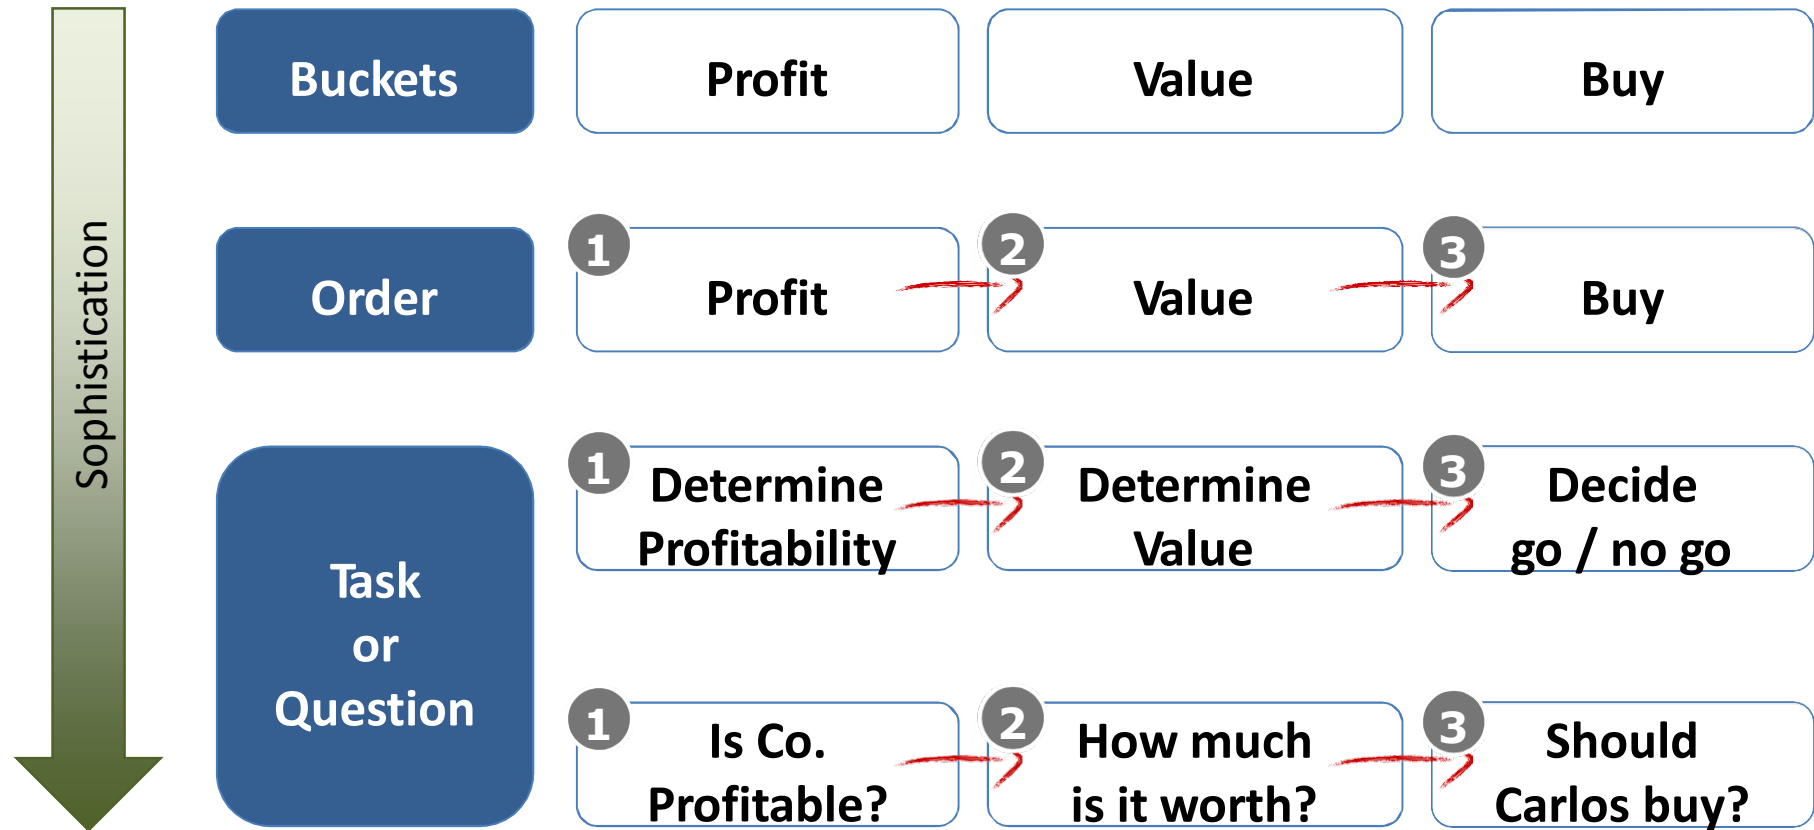 Sophistication
Buckets
Profit
Value
Buy
Order
1
Profit
2
Value
3
Buy
Task
or
Question
1
Determine
Profitability
2
Determine
Value
3
Decide
go / no go
1
Is Co.
Profitable?
2
How much
is it worth?
3
Should
Carlos buy?